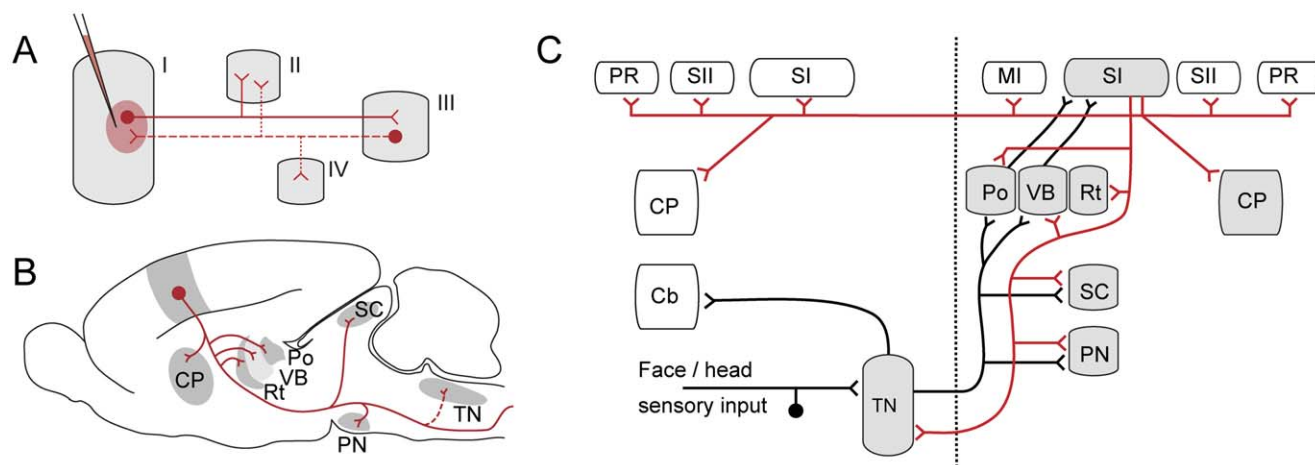 A
I
II
III
IV
B
CP
Rt
VB
Po
SC
PN
TN
C
PR
SII
SI
MI
SI
SII
PR
CP
Po
VB
Rt
CP
Cb
SC
PN
Face / head
sensory input
TN